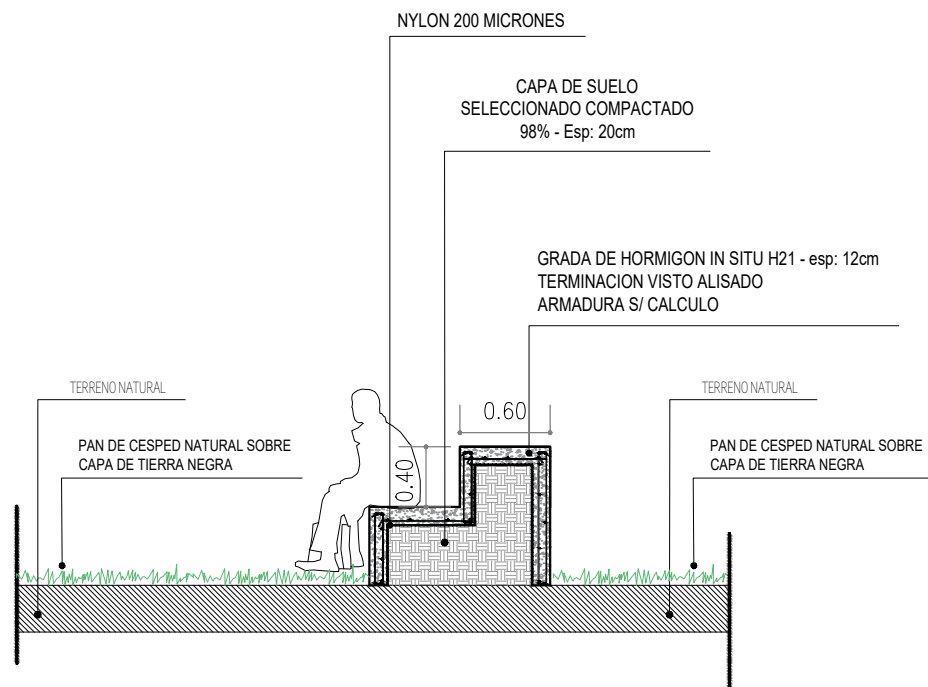 NYLON 200 MICRONES
CAPA DE SUELO
SELECCIONADO COMPACTADO
98% - Esp: 20cm
GRADA DE HORMIGON IN SITU H21 - esp: 12cm
TERMINACION VISTO ALISADO
ARMADURA S/ CALCULO
TERRENO NATURAL
PAN DE CESPED NATURAL SOBRE
CAPA DE TIERRA NEGRA
0.60
0.40
TERRENO NATURAL
PAN DE CESPED NATURAL SOBRE
CAPA DE TIERRA NEGRA